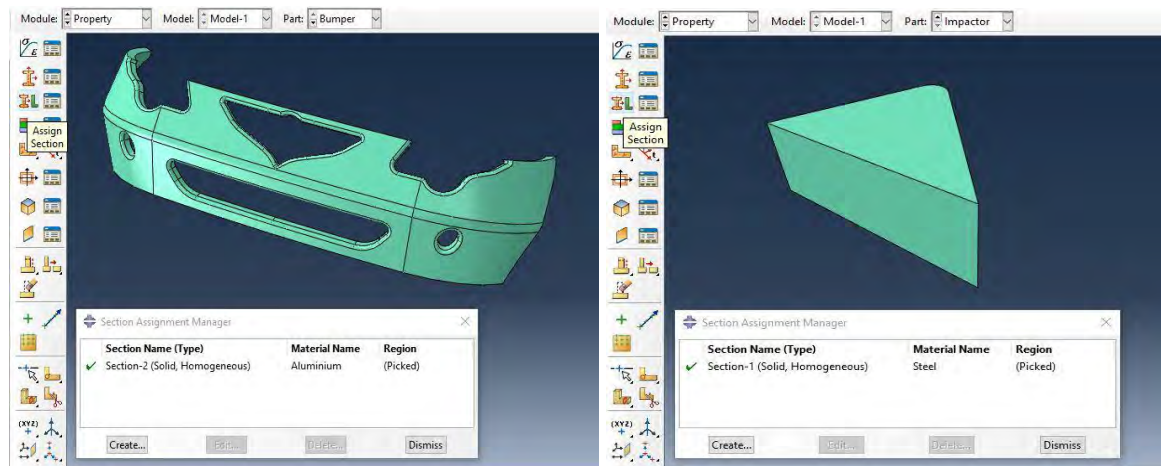 Module: Property Model: Model-1 Part: Bumper
σ
ε
Assign
Section
t
(XYZ)
Section Assignment Manager
Section Name (Type) Material Name Region
Section-2 (Solid, Homogeneous) Aluminium (Picked)
Create... Edit... Delete... Dismiss
Module: Property Model: Model-1 Part: Impactor
σ
ε
Assign
Section
t
(XYZ)
Section Assignment Manager
Section Name (Type) Material Name Region
Section-1 (Solid, Homogeneous) Steel (Picked)
Create... Edit... Delete... Dismiss